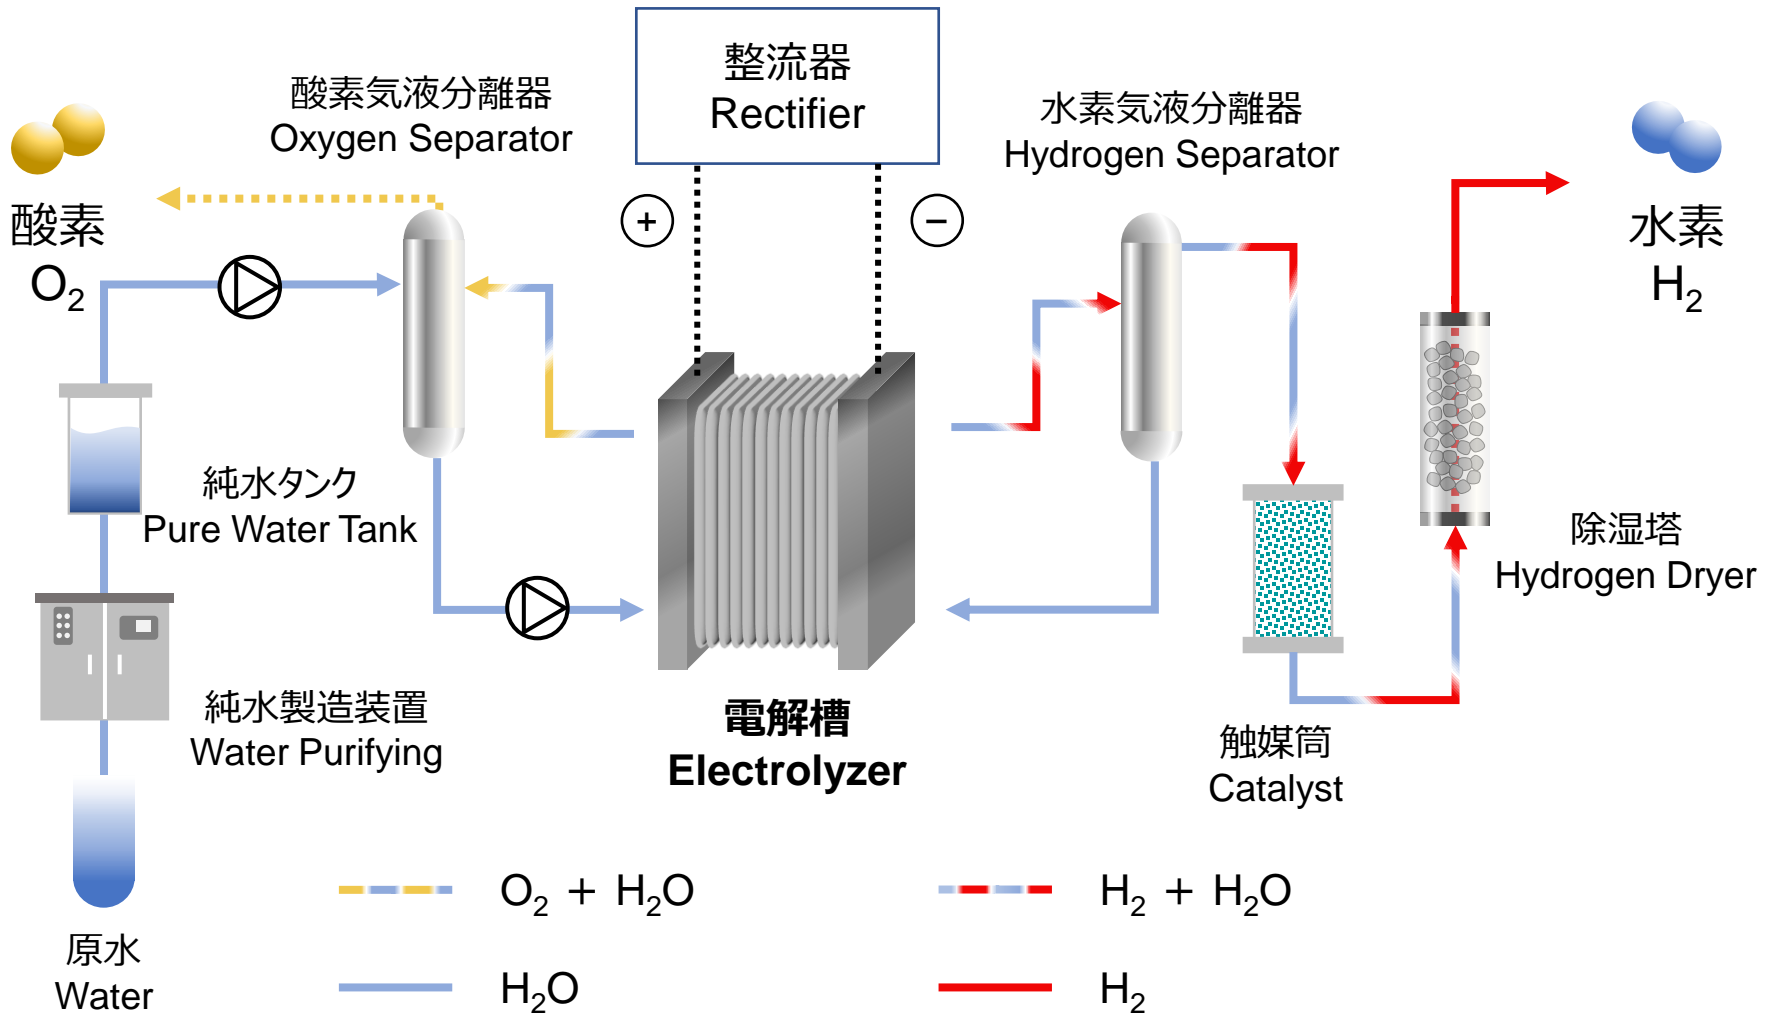 整流器
Rectifier
酸素気液分離器
Oxygen Separator
水素気液分離器
Hydrogen Separator
酸素
O₂
+
−
水素
H₂
純水タンク
Pure Water Tank
除湿塔
Hydrogen Dryer
純水製造装置
Water Purifying
電解槽
Electrolyzer
触媒筒
Catalyst
原水
Water
O₂ + H₂O
H₂ + H₂O
H₂O
H₂